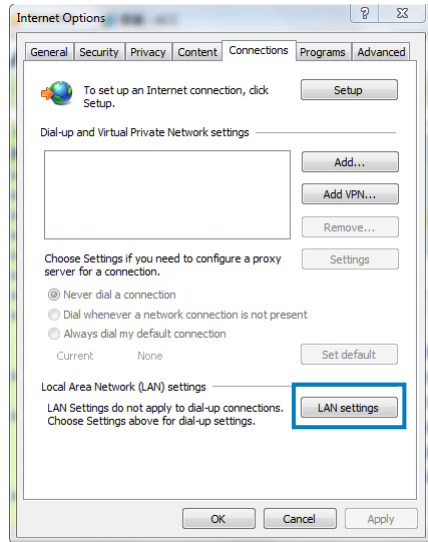 Internet Options
General Security Privacy Content Connections Programs Advanced
To set up an Internet connection, click
Setup.
Setup
Dial-up and Virtual Private Network settings
Add...
Add VPN...
Remove...
Choose Settings if you need to configure a proxy
server for a connection.
Settings
Never dial a connection
Dial whenever a network connection is not present
Always dial my default connection
Current None
Set default
Local Area Network (LAN) settings
LAN Settings do not apply to dial-up connections.
Choose Settings above for dial-up settings.
LAN settings
OK Cancel Apply